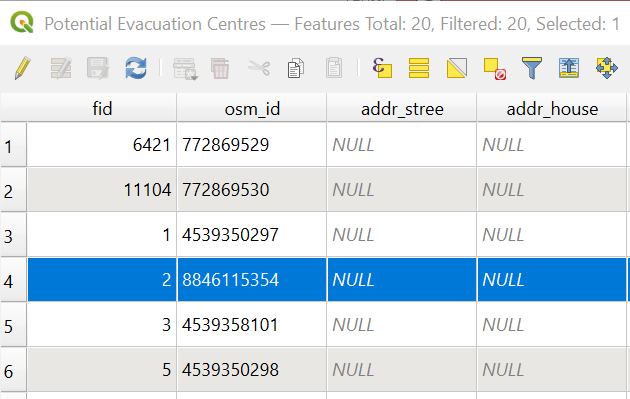 Potential Evacuation Centres — Features Total: 20, Filtered: 20, Selected: 1
fid osm_id addr_stree addr_house
1 6421 772869529 NULL NULL
2 11104 772869530 NULL NULL
3 1 4539350297 NULL NULL
4 2 8846115354 NULL NULL
5 3 4539358101 NULL NULL
6 5 4539350298 NULL NULL